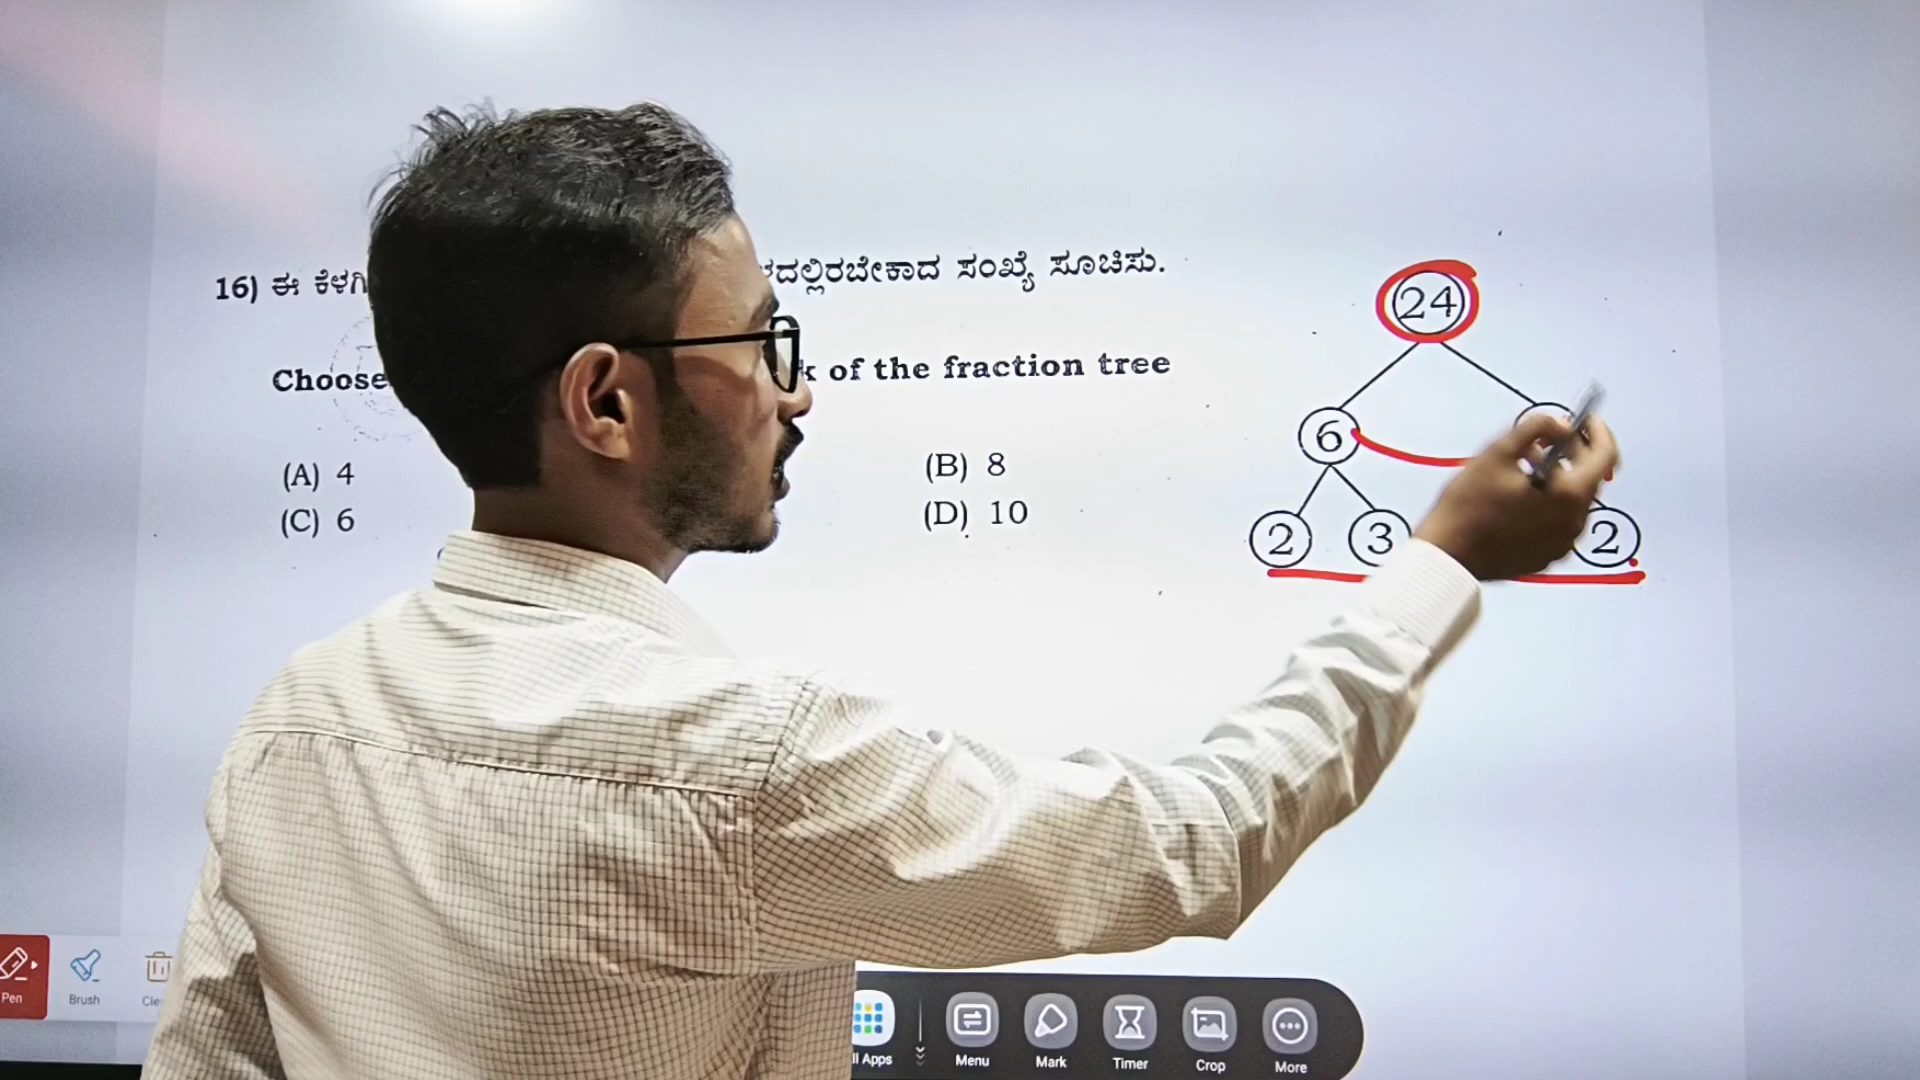 16) ಈ ದಲ್ಲಿರಬೇಕಾದ ಸಂಖ್ಯೆ ಸೂಚಿಸು.
Choose of the fraction tree
(A) 4
(B) 8
(C) 6
(D) 10
24
6
2 3 2
Pen
Brush
Menu
Mark
Timer
Crop
More
Apps